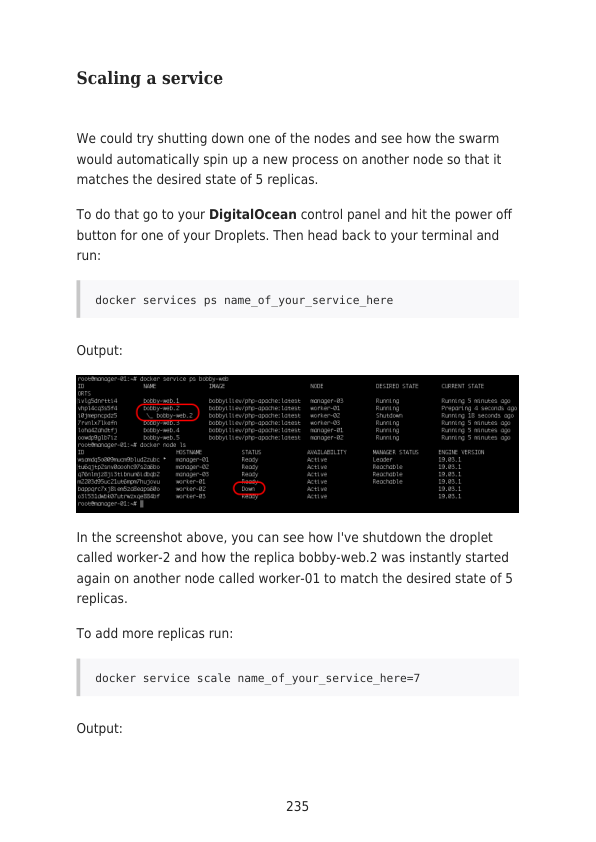 Scaling a service
We could try shutting down one of the nodes and see how the swarm
would automatically spin up a new process on another node so that it
matches the desired state of 5 replicas.
To do that go to your DigitalOcean control panel and hit the power off
button for one of your Droplets. Then head back to your terminal and
run:
docker services ps name_of_your_service_here
Output:
root@manager-01:~# docker service ps bobby-web
ID NAME IMAGE NODE DESIRED STATE CURRENT STATE
ORTS
bobby-web.1 bobbyiliev/php-apache:latest manager-03 Running Running 5 minutes ago
bobby-web.2 bobbyiliev/php-apache:latest worker-01 Running Preparing 4 seconds ago
\_ bobby-web.2 bobbyiliev/php-apache:latest worker-02 Shutdown Running 18 seconds ago
bobby-web.3 bobbyiliev/php-apache:latest worker-03 Running Running 5 minutes ago
bobby-web.4 bobbyiliev/php-apache:latest manager-01 Running Running 5 minutes ago
bobby-web.5 bobbyiliev/php-apache:latest manager-02 Running Running 5 minutes ago
root@manager-01:~# docker node ls
ID HOSTNAME STATUS AVAILABILITY MANAGER STATUS ENGINE VERSION
* manager-01 Ready Active Leader 19.03.1
manager-02 Ready Active Reachable 19.03.1
manager-03 Ready Active Reachable 19.03.1
worker-01 Ready Active Reachable 19.03.1
worker-02 Down Active 19.03.1
worker-03 Ready Active 19.03.1
root@manager-01:~#
In the screenshot above, you can see how I've shutdown the droplet
called worker-2 and how the replica bobby-web.2 was instantly started
again on another node called worker-01 to match the desired state of 5
replicas.
To add more replicas run:
docker service scale name_of_your_service_here=7
Output:
235